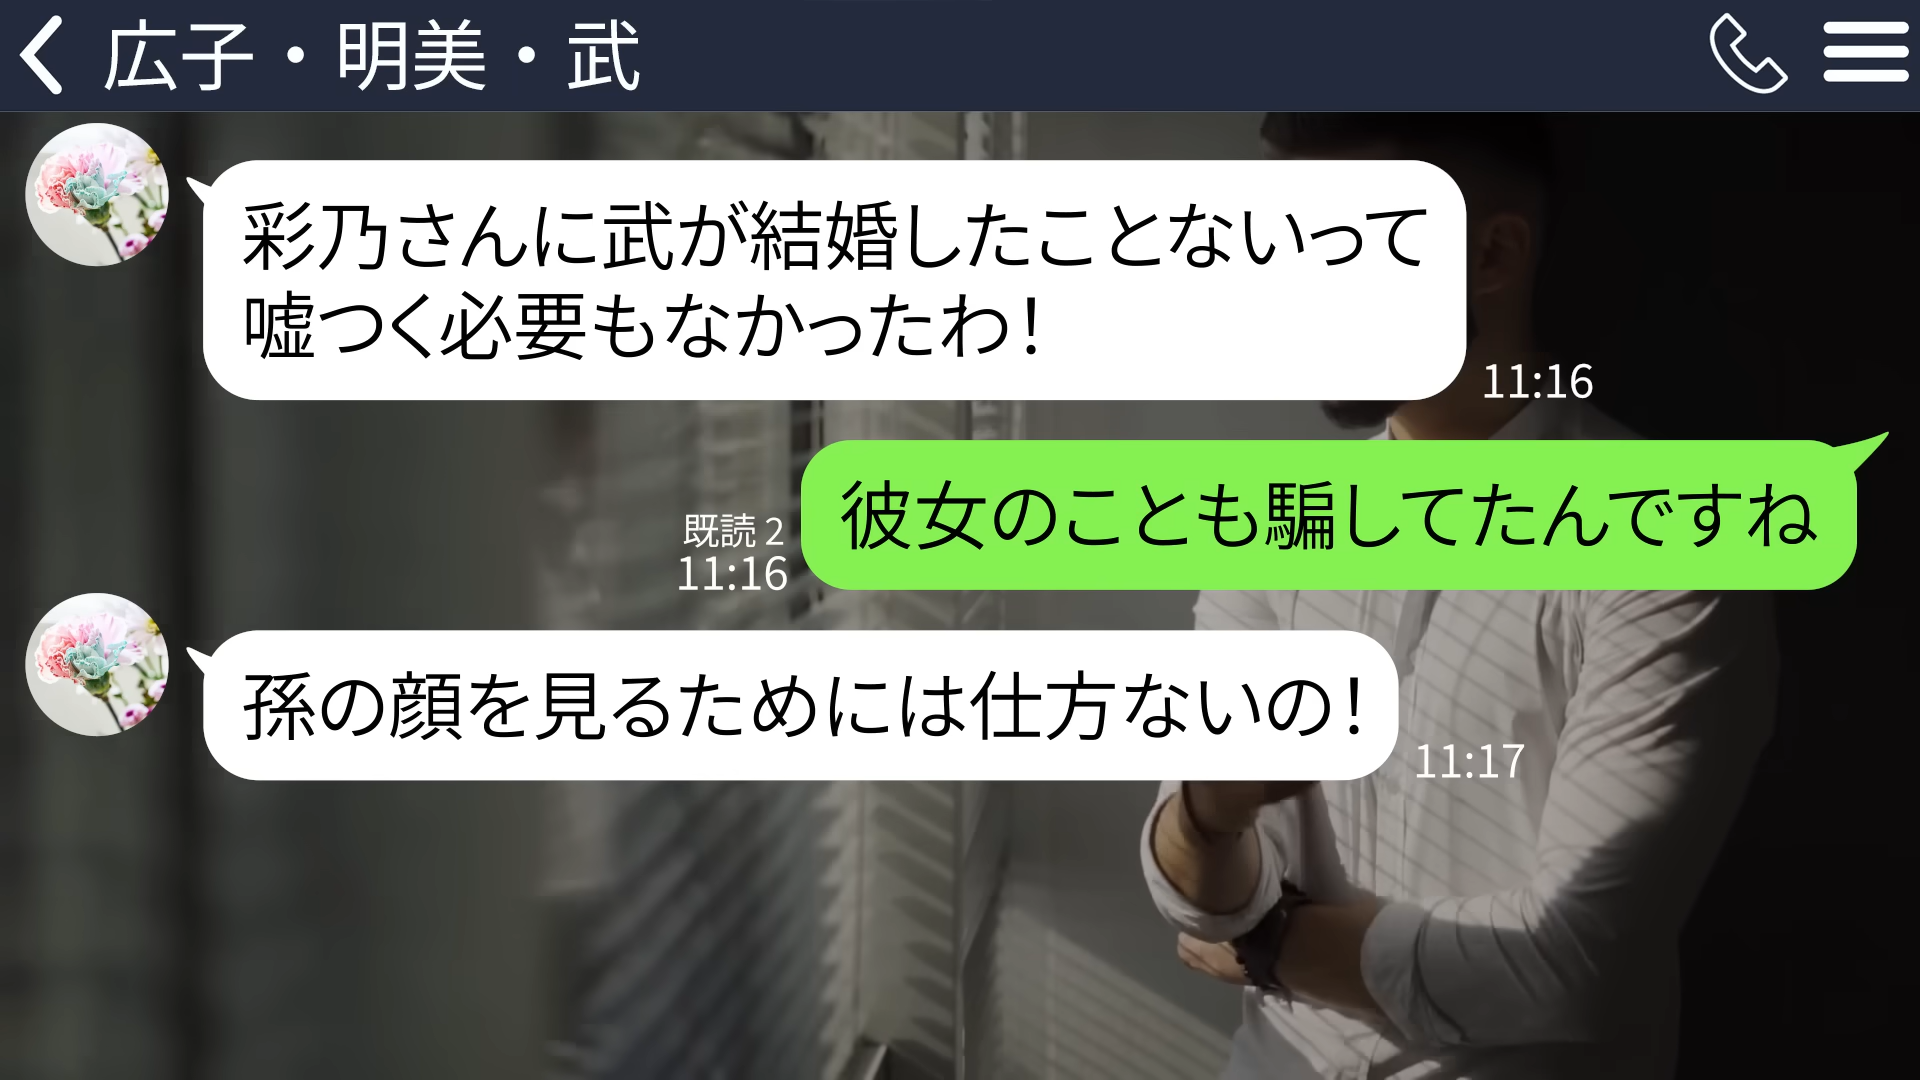 広子・明美・武
彩乃さんに武が結婚したことないって
嘘つく必要もなかったわ！
11:16
彼女のことも騙してたんですね
既読 2
11:16
孫の顔を見るためには仕方ないの！
11:17